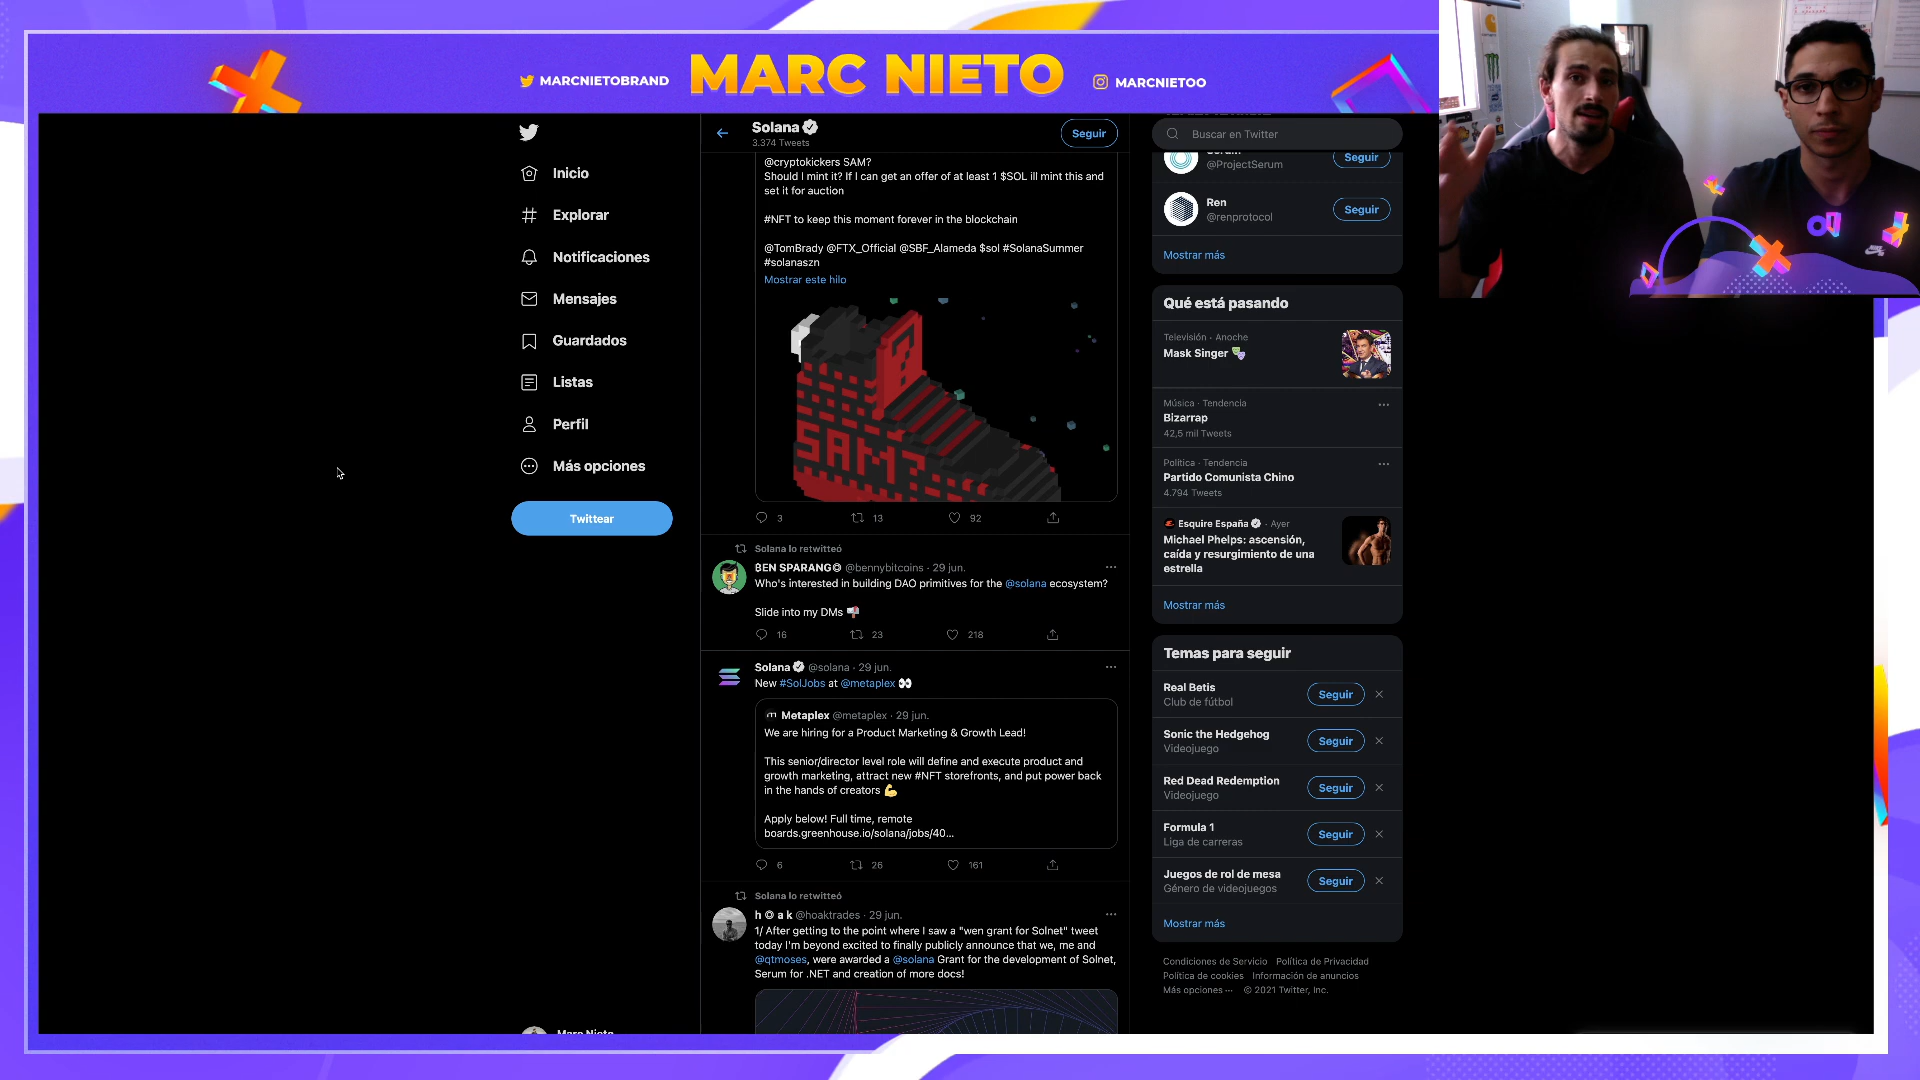 MARCNIETOBRAND
MARC NIETO
MARCNIETOO
Inicio
Explorar
Notificaciones
Mensajes
Guardados
Listas
Perfil
Más opciones
Twittear
Solana
3.374 Tweets
Seguir
@cryptokickers SAM?
Should I mint it? If I can get an offer of at least 1 $SOL ill mint this and
set it for auction
#NFT to keep this moment forever in the blockchain
@TomBrady @FTX_Official @SBF_Alameda $sol #SolanaSummer
#solanaszn
Mostrar este hilo
SAM?
3 13 92
Solana lo retwitteó
BEN SPARANGO @bennybitcoins · 29 jun.
Who's interested in building DAO primitives for the @solana ecosystem?
Slide into my DMs
16 23 218
Solana @solana · 29 jun.
New #SolJobs at @metaplex
Metaplex @metaplex · 29 jun.
We are hiring for a Product Marketing & Growth Lead!
This senior/director level role will define and execute product and
growth marketing, attract new #NFT storefronts, and put power back
in the hands of creators
Apply below! Full time, remote
boards.greenhouse.io/solana/jobs/40...
6 26 161
Solana lo retwitteó
h ◎ a k @hoaktrades · 29 jun.
1/ After getting to the point where I saw a "wen grant for Solnet" tweet
today I'm beyond excited to finally publicly announce that we, me and
@qtmoses, were awarded a @solana Grant for the development of Solnet,
Serum for .NET and creation of more docs!
Buscar en Twitter
@ProjectSerum
Seguir
Ren
@renprotocol
Seguir
Mostrar más
Qué está pasando
Televisión · Anoche
Mask Singer
Música · Tendencia
Bizarrap
42,5 mil Tweets
Política · Tendencia
Partido Comunista Chino
4.794 Tweets
Esquire España · Ayer
Michael Phelps: ascensión,
caída y resurgimiento de una
estrella
Mostrar más
Temas para seguir
Real Betis
Club de fútbol
Seguir
Sonic the Hedgehog
Videojuego
Seguir
Red Dead Redemption
Videojuego
Seguir
Formula 1
Liga de carreras
Seguir
Juegos de rol de mesa
Género de videojuegos
Seguir
Mostrar más
Condiciones de Servicio Política de Privacidad
Política de cookies Información de anuncios
Más opciones ··· © 2021 Twitter, Inc.